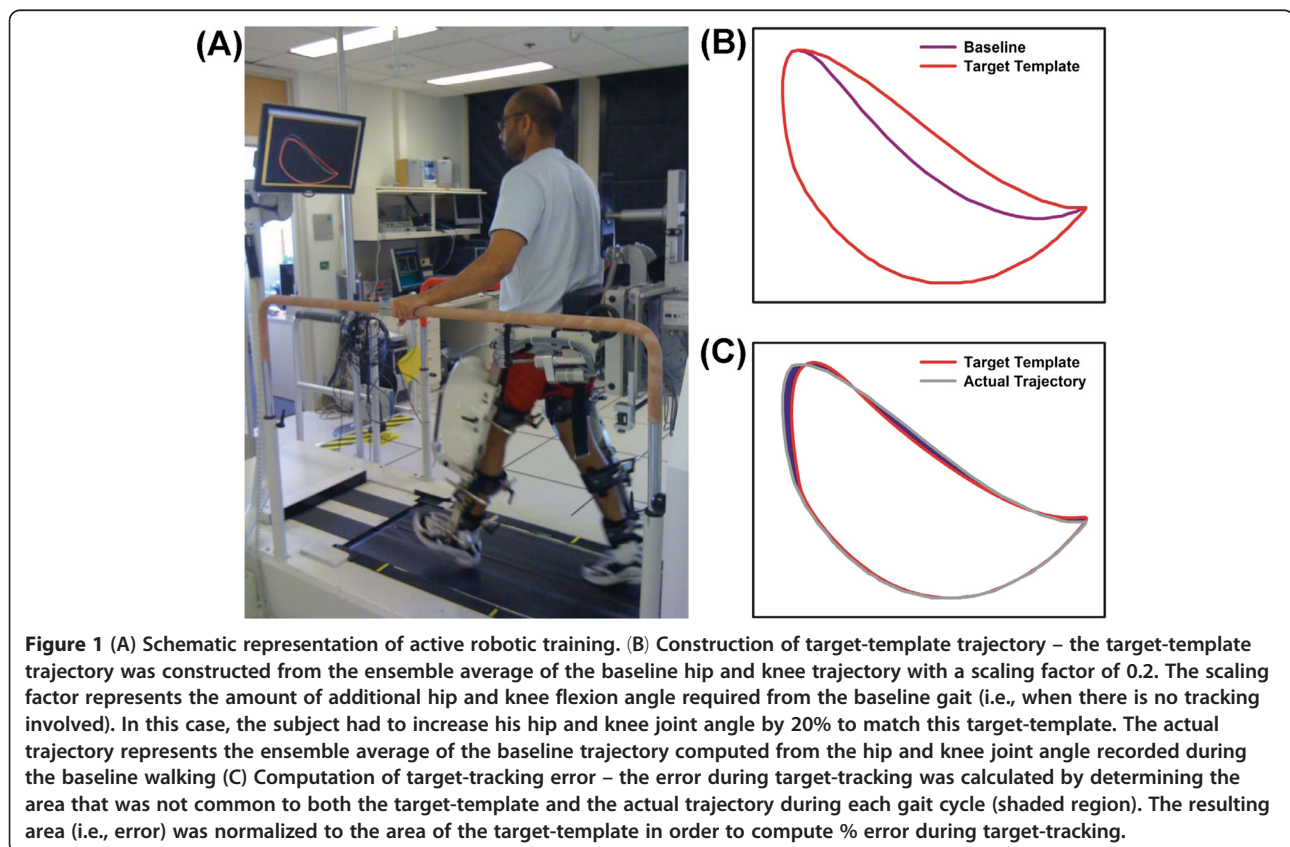 (A)
(B)
Baseline
Target Template
(C)
Target Template
Actual Trajectory
Figure 1 (A) Schematic representation of active robotic training. (B) Construction of target-template trajectory – the target-template
trajectory was constructed from the ensemble average of the baseline hip and knee trajectory with a scaling factor of 0.2. The scaling
factor represents the amount of additional hip and knee flexion angle required from the baseline gait (i.e., when there is no tracking
involved). In this case, the subject had to increase his hip and knee joint angle by 20% to match this target-template. The actual
trajectory represents the ensemble average of the baseline trajectory computed from the hip and knee joint angle recorded during
the baseline walking (C) Computation of target-tracking error – the error during target-tracking was calculated by determining the
area that was not common to both the target-template and the actual trajectory during each gait cycle (shaded region). The resulting
area (i.e., error) was normalized to the area of the target-template in order to compute % error during target-tracking.